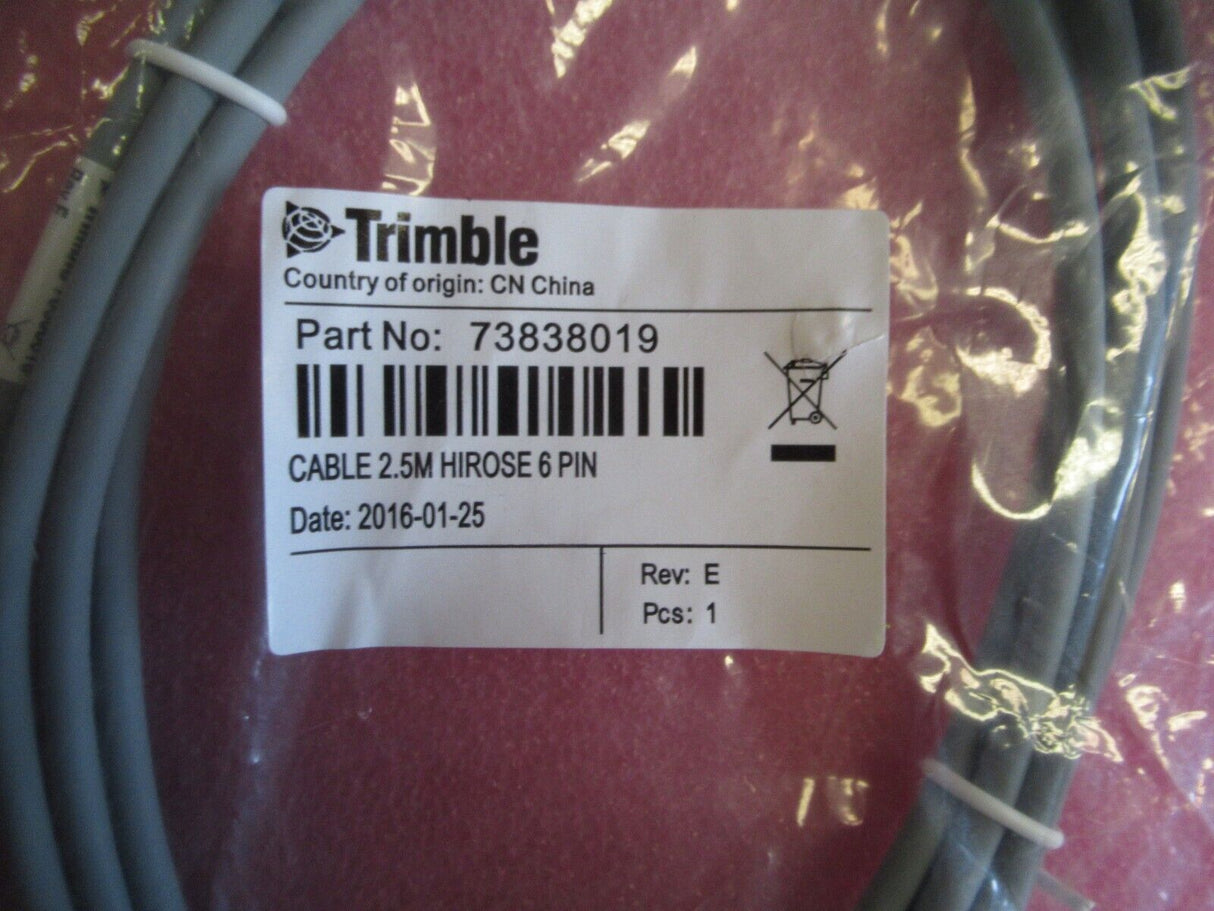 Trimble
Country of origin: CN China
Part No: 73838019
CABLE 2.5M HIROSE 6 PIN
Date: 2016-01-25
Rev: E
Pcs: 1
Rev E